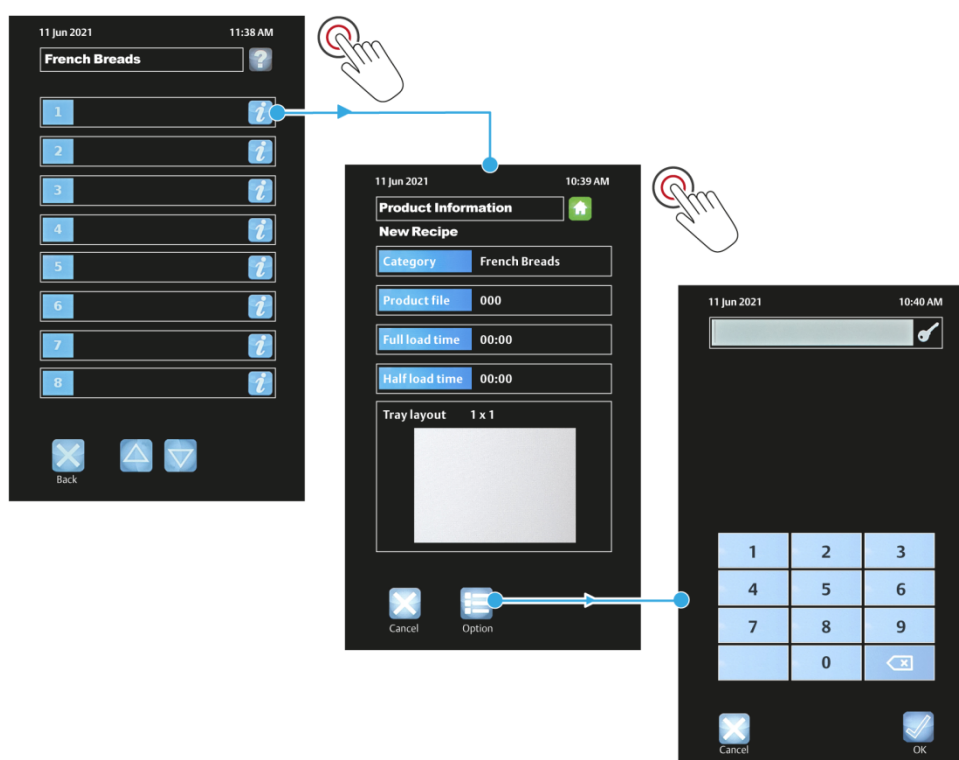 11 Jun 2021 11:38 AM
French Breads ?
1 i
2 i
3 i
4 i
5 i
6 i
7 i
8 i
Back
11 Jun 2021 10:39 AM
Product Information
New Recipe
Category French Breads
Product file 000
Full load time 00:00
Half load time 00:00
Tray layout 1 x 1
Cancel Option
11 Jun 2021 10:40 AM
1 2 3
4 5 6
7 8 9
0
Cancel OK